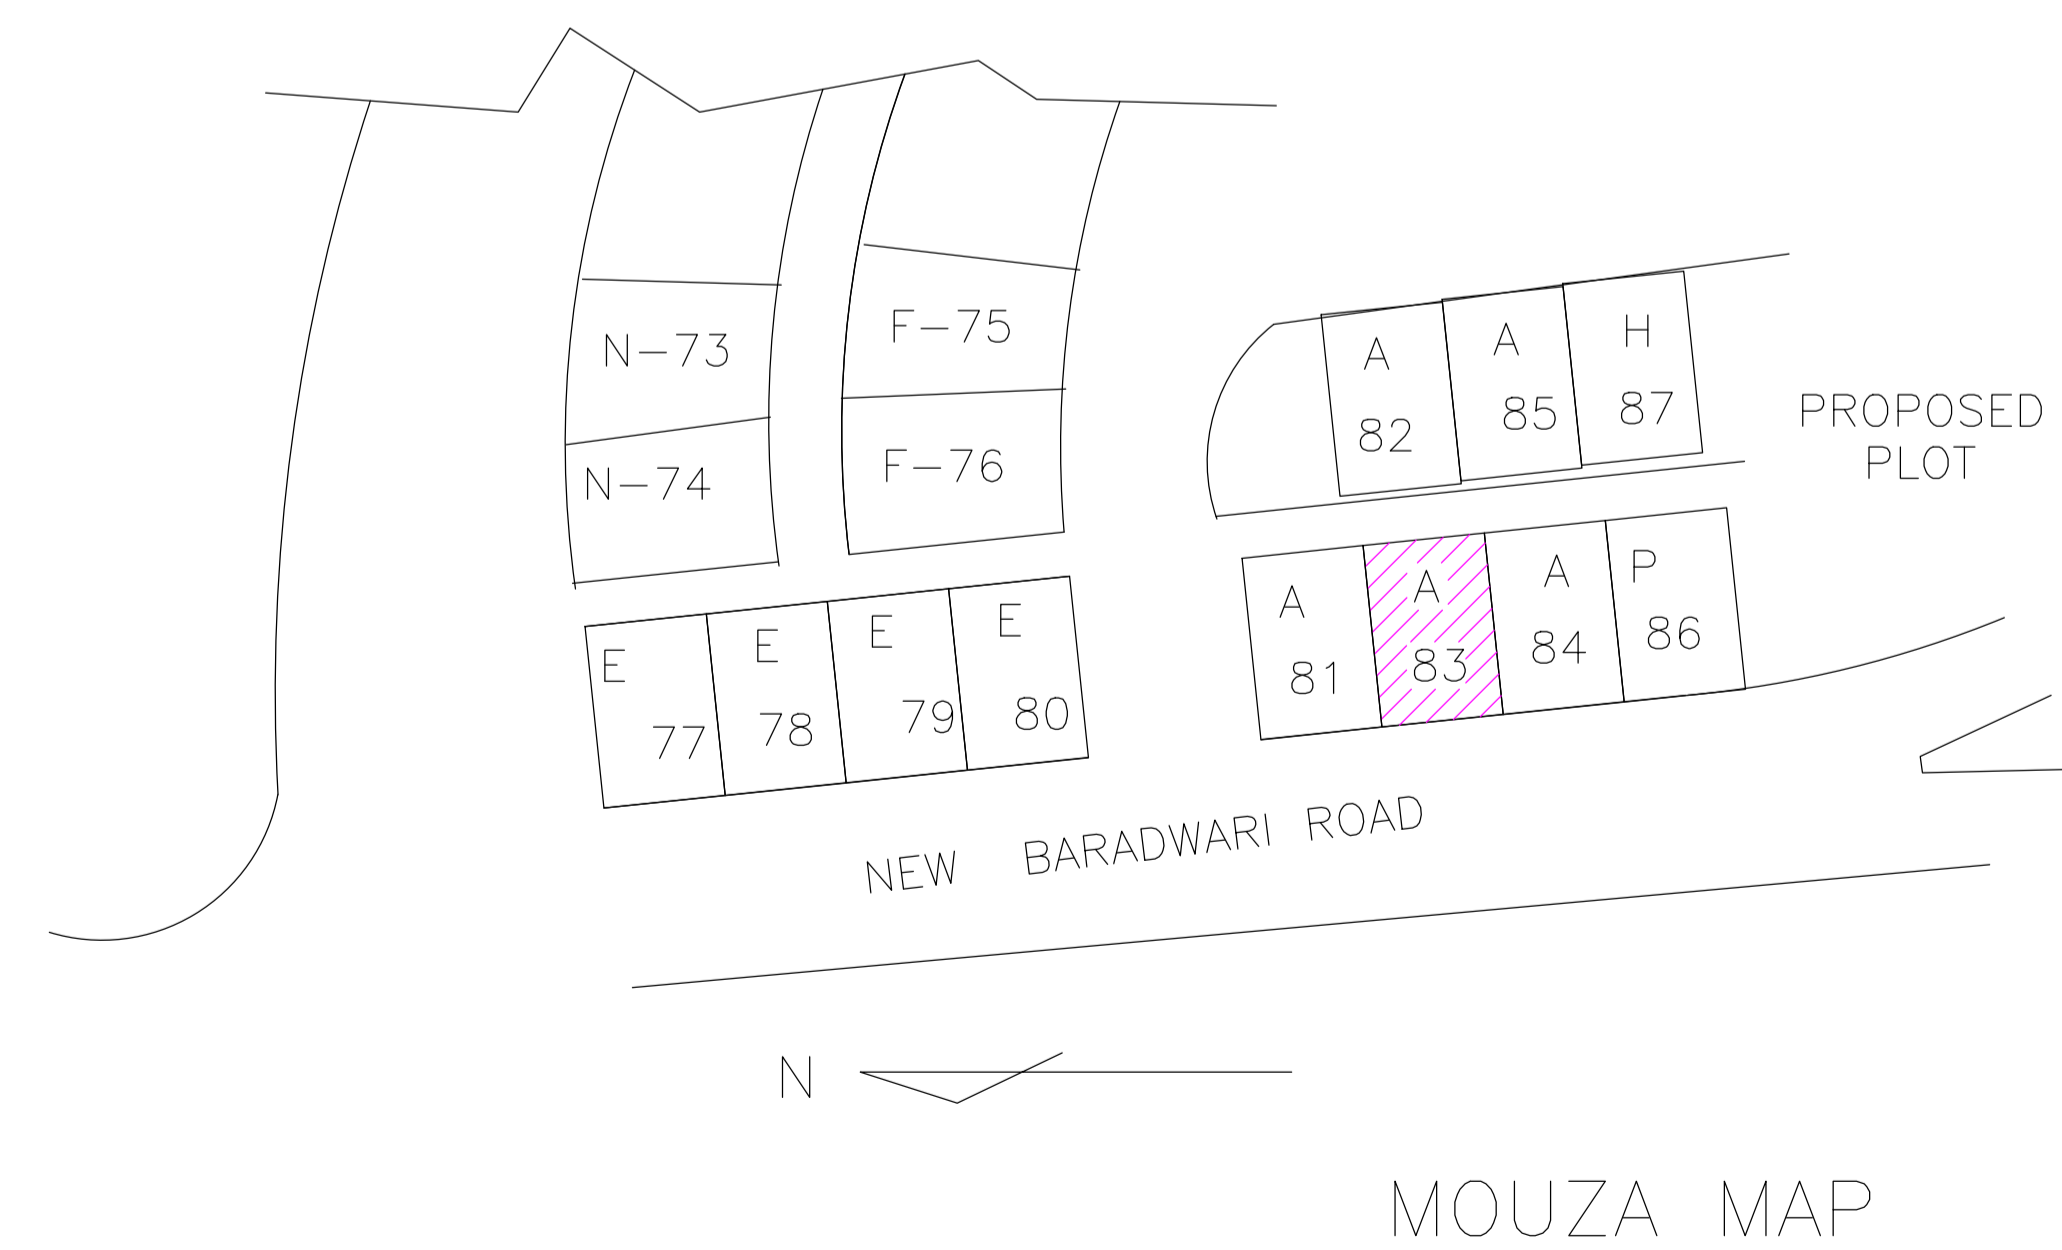 N-73
N-74
F-75
F-76
A
82
A
85
H
87
PROPOSED
PLOT
A
81
A
83
A
84
P
86
E
77
E
78
E
79
E
80
NEW BARADWARI ROAD
N
MOUZA MAP